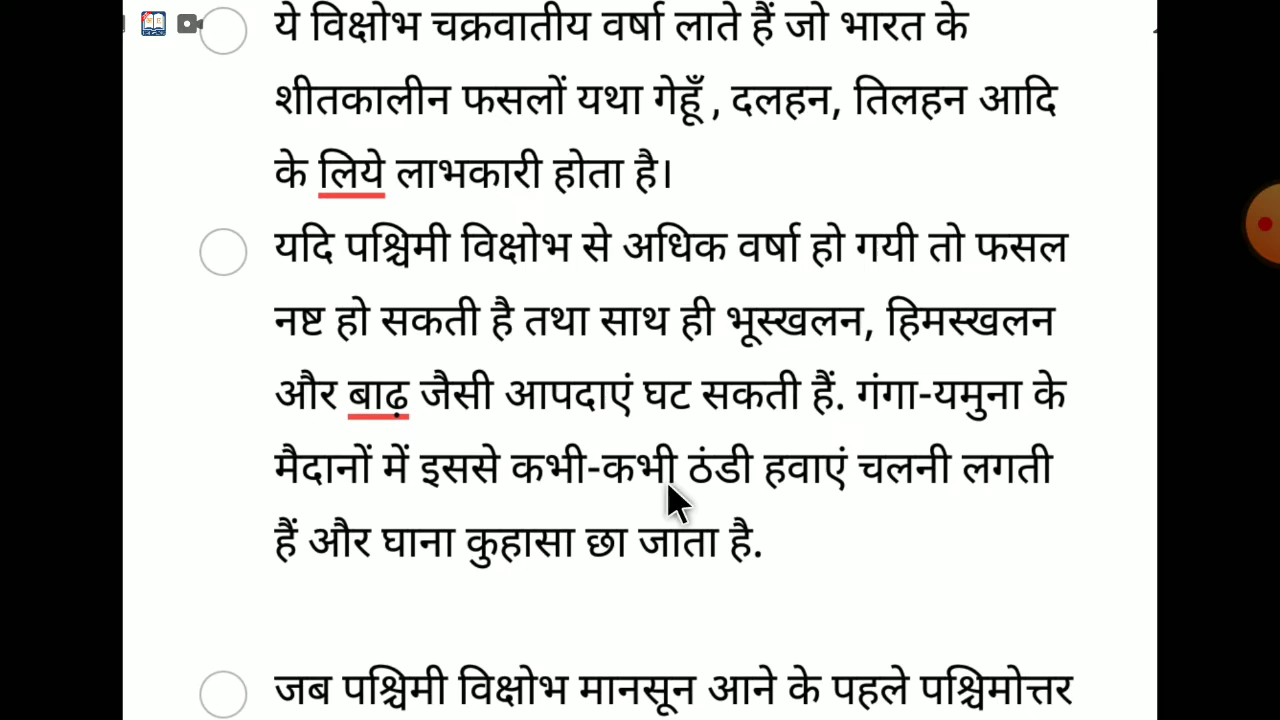 ये विक्षोभ चक्रवातीय वर्षा लाते हैं जो भारत के
शीतकालीन फसलों यथा गेहूँ , दलहन, तिलहन आदि
के लिये लाभकारी होता है।
यदि पश्चिमी विक्षोभ से अधिक वर्षा हो गयी तो फसल
नष्ट हो सकती है तथा साथ ही भूस्खलन, हिमस्खलन
और बाढ़ जैसी आपदाएं घट सकती हैं. गंगा-यमुना के
मैदानों में इससे कभी-कभी ठंडी हवाएं चलनी लगती
हैं और घाना कुहासा छा जाता है.
जब पश्चिमी विक्षोभ मानसून आने के पहले पश्चिमोत्तर